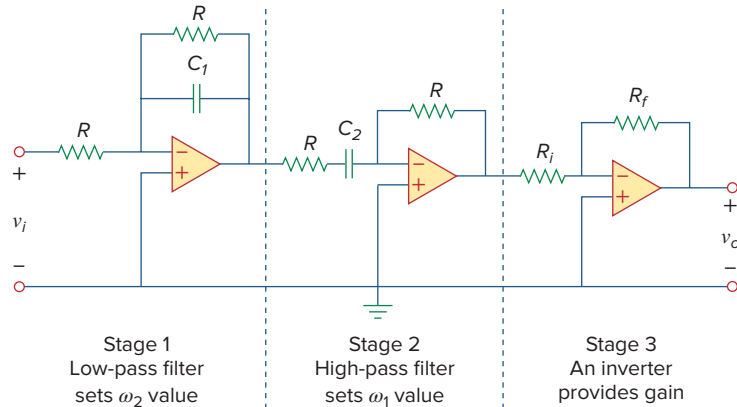 R
C1
R
R
C2
R
Ri
Rf
+
vi
−
−
+
−
+
−
+
+
vo
−
Stage 1
Low-pass filter
sets ω2 value
Stage 2
High-pass filter
sets ω1 value
Stage 3
An inverter
provides gain